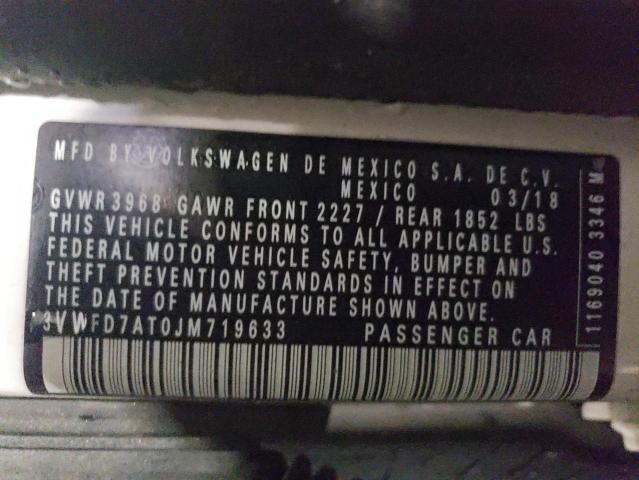 MFD BY VOLKSWAGEN DE MEXICO S.A. DE C.V.
MEXICO 03/18
GVWR 3968 GAWR FRONT 2227 / REAR 1852 LBS
THIS VEHICLE CONFORMS TO ALL APPLICABLE U.S.
FEDERAL MOTOR VEHICLE SAFETY, BUMPER AND
THEFT PREVENTION STANDARDS IN EFFECT ON
THE DATE OF MANUFACTURE SHOWN ABOVE.
3VWFD7AT0JM719633 PASSENGER CAR
1169040 3346 M